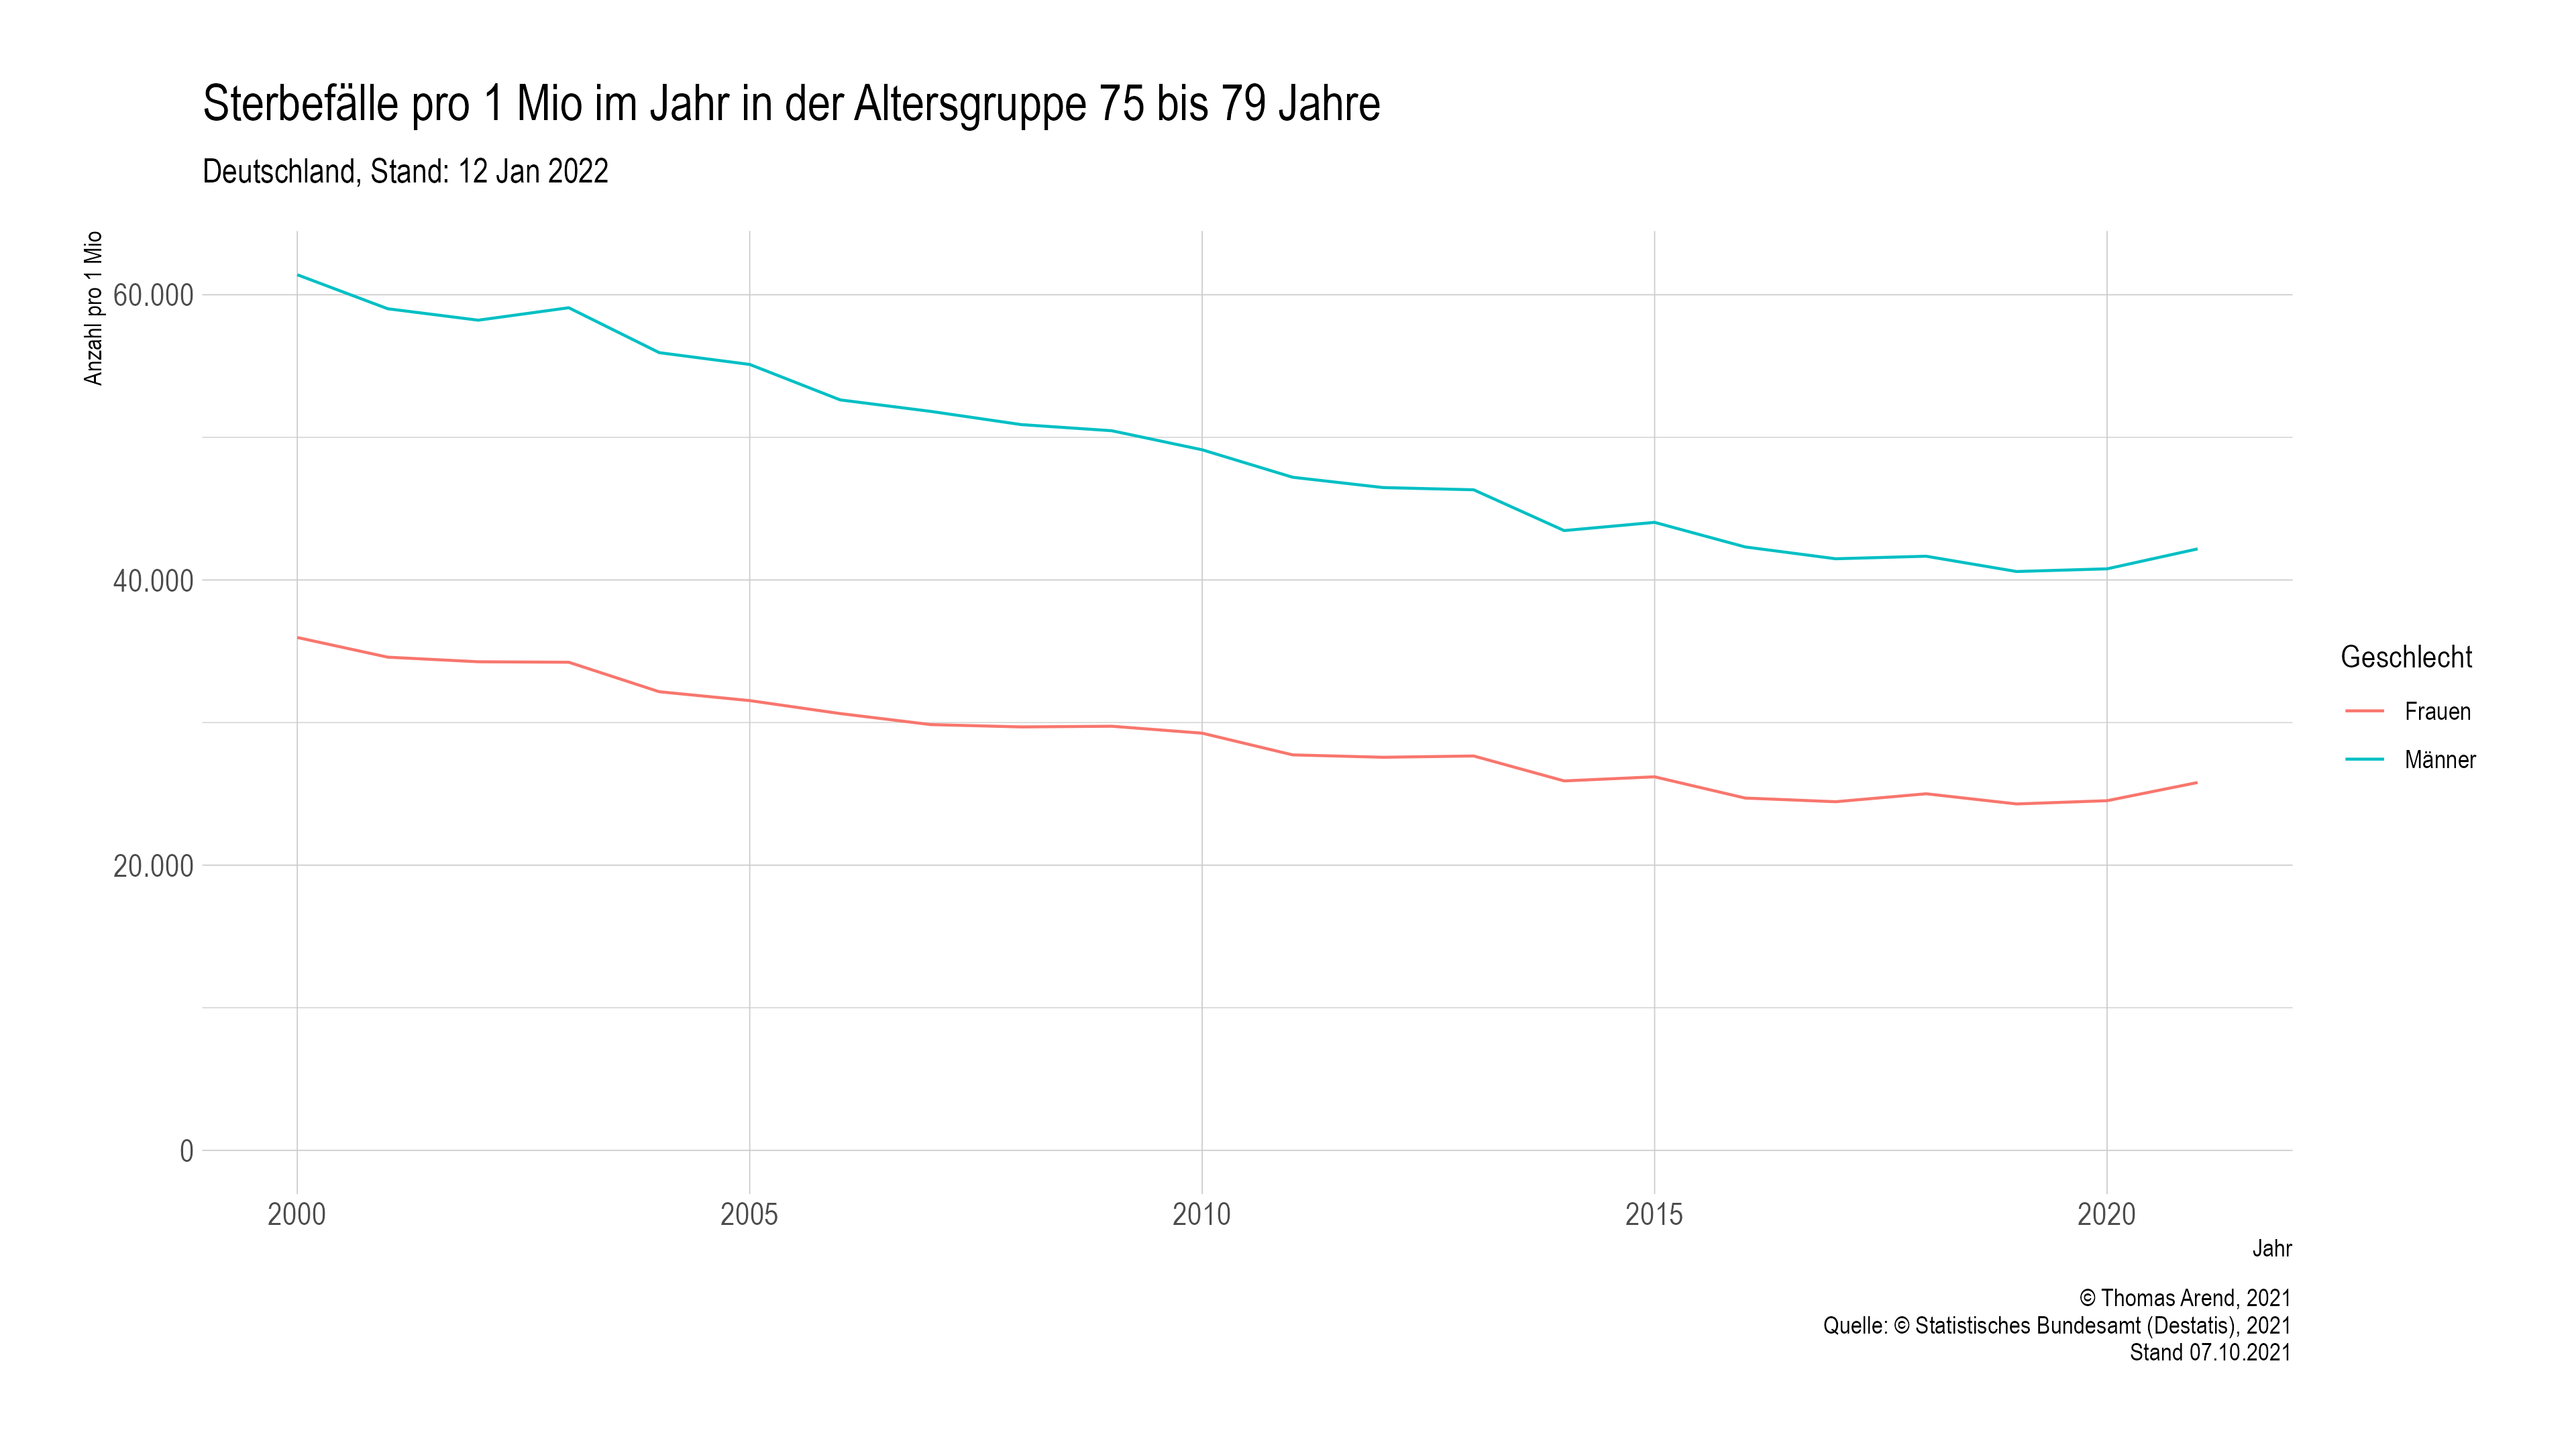 Sterbefälle pro 1 Mio im Jahr in der Altersgruppe 75 bis 79 Jahre
Deutschland, Stand: 12 Jan 2022
Anzahl pro 1 Mio
60.000
40.000
20.000
0
2000
2005
2010
2015
2020
Jahr
Geschlecht
Frauen
Männer
© Thomas Arend, 2021
Quelle: © Statistisches Bundesamt (Destatis), 2021
Stand 07.10.2021